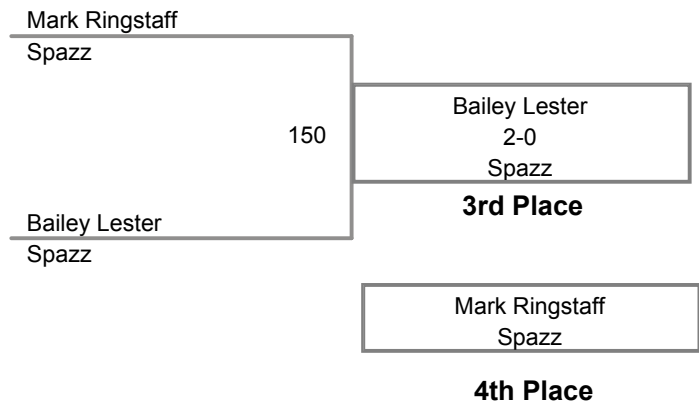 Mark Ringstaff
Spazz
150
Bailey Lester
2-0
Spazz
3rd Place
Bailey Lester
Spazz
Mark Ringstaff
Spazz
4th Place